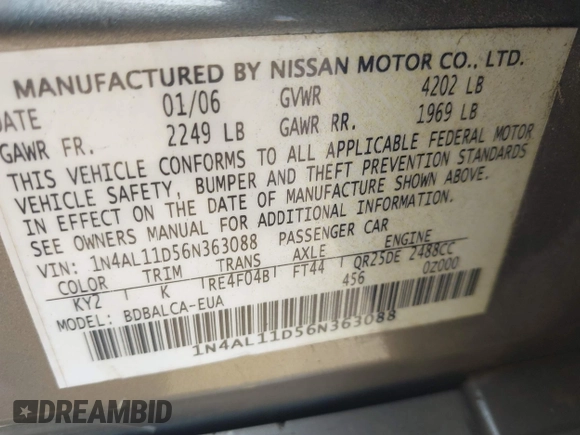 MANUFACTURED BY NISSAN MOTOR CO., LTD.
DATE 01/06 GVWR 4202 LB
GAWR FR. 2249 LB GAWR RR. 1969 LB
THIS VEHICLE CONFORMS TO ALL APPLICABLE FEDERAL MOTOR
VEHICLE SAFETY, BUMPER AND THEFT PREVENTION STANDARDS
IN EFFECT ON THE DATE OF MANUFACTURE SHOWN ABOVE.
SEE OWNERS MANUAL FOR ADDITIONAL INFORMATION.
VIN: 1N4AL11D56N363088 PASSENGER CAR
COLOR TRIM TRANS AXLE ENGINE
KY2 K RE4F04B FT44 QR25DE 2488CC
MODEL: BDBALCA-EUA 456 0Z000
1N4AL11D56N363088
DREAMBID